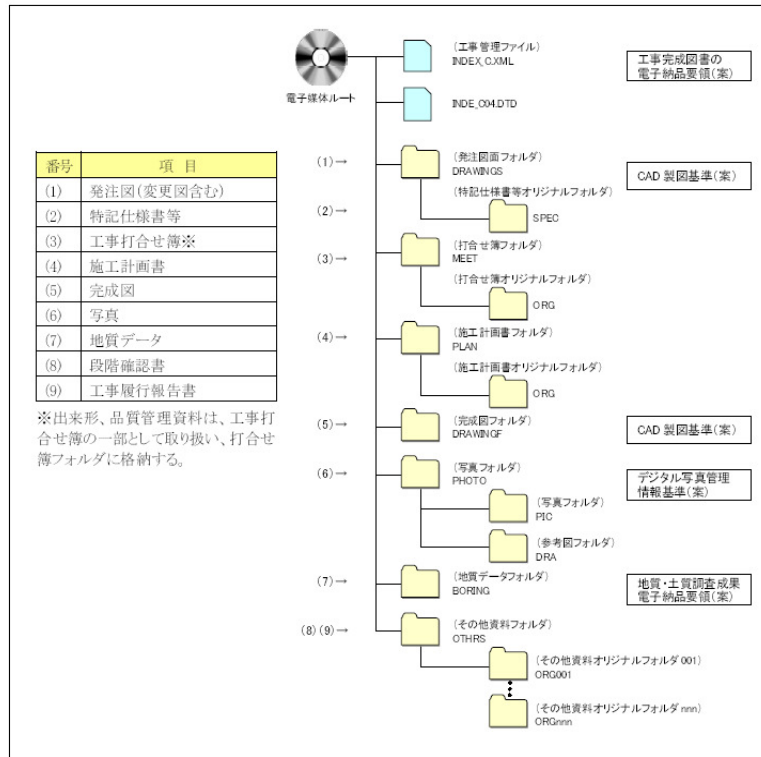 (工事管理ファイル)
INDEX_C.XML
工事完成図書の
電子納品要領(案)
電子媒体ルート
INDE_C04.DTD
番号 項 目
(1) 発注図(変更図含む)
(2) 特記仕様書等
(3) 工事打合せ簿※
(4) 施工計画書
(5) 完成図
(6) 写真
(7) 地質データ
(8) 段階確認書
(9) 工事履行報告書
※出来形、品質管理資料は、工事打
合せ簿の一部として取り扱い、打合せ
簿フォルダに格納する。
(1)→
(発注図面フォルダ)
DRAWINGS
CAD 製図基準(案)
(特記仕様書等オリジナルフォルダ)
(2)→
SPEC
(打合せ簿フォルダ)
(3)→
MEET
(打合せ簿オリジナルフォルダ)
ORG
(施工計画書フォルダ)
(4)→
PLAN
(施工計画書オリジナルフォルダ)
ORG
(5)→
(完成図フォルダ)
DRAWINGF
CAD 製図基準(案)
(6)→
(写真フォルダ)
PHOTO
デジタル写真管理
情報基準(案)
(写真フォルダ)
PIC
(参考図フォルダ)
DRA
(7)→
(地質データフォルダ)
BORING
地質・土質調査成果
電子納品要領(案)
(8)(9)→
(その他資料フォルダ)
OTHRS
(その他資料オリジナルフォルダ001)
ORG001
(その他資料オリジナルフォルダnnn)
ORGnnn